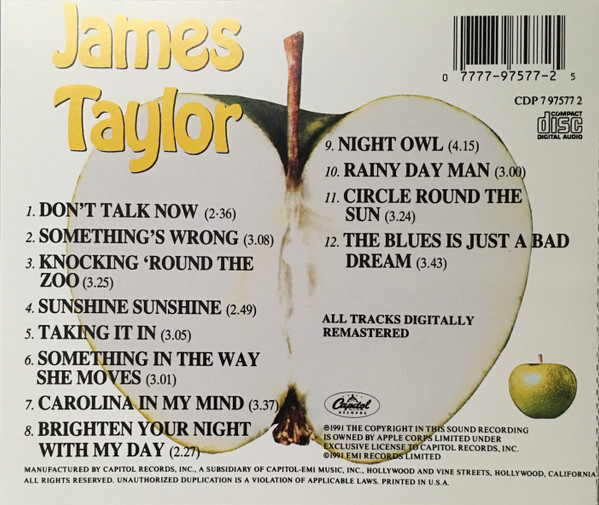 James
Taylor
0 7777-97577-2 5
CDP 7 97577 2
COMPACT
disc
DIGITAL AUDIO
1. DON'T TALK NOW (2-36)
2. SOMETHING'S WRONG (3.08)
3. KNOCKING ‘ROUND THE
ZOO (3.25)
4. SUNSHINE SUNSHINE (2.49)
5. TAKING IT IN (3.05)
6. SOMETHING IN THE WAY
SHE MOVES (3.01)
7. CAROLINA IN MY MIND (3.37)
8. BRIGHTEN YOUR NIGHT
WITH MY DAY (2.27)
9. NIGHT OWL (4.15)
10. RAINY DAY MAN (3.00)
11. CIRCLE ROUND THE
SUN (3.24)
12. THE BLUES IS JUST A BAD
DREAM (3.43)
ALL TRACKS DIGITALLY
REMASTERED
Capitol
RECORDS
℗1991 THE COPYRIGHT IN THIS SOUND RECORDING
IS OWNED BY APPLE CORPS LIMITED UNDER
EXCLUSIVE LICENSE TO CAPITOL RECORDS, INC.
©1991 EMI RECORDS LIMITED
MANUFACTURED BY CAPITOL RECORDS, INC., A SUBSIDIARY OF CAPITOL-EMI MUSIC, INC., HOLLYWOOD AND VINE STREETS, HOLLYWOOD, CALIFORNIA
ALL RIGHTS RESERVED. UNAUTHORIZED DUPLICATION IS A VIOLATION OF APPLICABLE LAWS. PRINTED IN U.S.A.